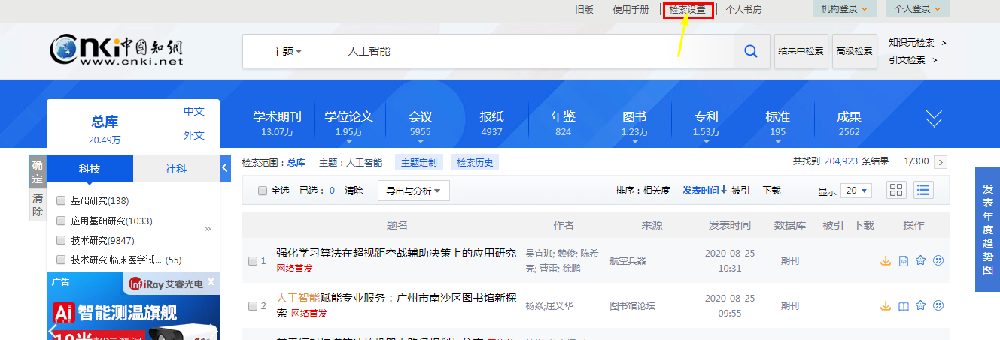 旧版 使用手册 检索设置 个人书房 机构登录 个人登录
Cnki 中国知網
www.cnki.net
主题 人工智能 结果中检索 高级检索
知识元检索 >
引文检索 >
总库
20.49万
中文
外文
学术期刊 学位论文 会议 报纸 年鉴 图书 专利 标准 成果
13.07万 1.95万 5955 4937 824 1.23万 1.53万 195 2562
确定
清除
科技 社科
基础研究(138)
应用基础研究(1033)
技术研究(9847)
技术研究-临床医学试... (55)
»
广告 InfiRay 艾睿光电 X
Ai 智能测温旗舰
检索范围：总库 主题：人工智能 主题定制 检索历史 共找到 204,923 条结果 1/300 >
全选 已选： 0 清除 导出与分析 排序：相关度 发表时间↓ 被引 下载 显示 20
题名 作者 来源 发表时间 数据库 被引 下载 操作
1 强化学习算法在超视距空战辅助决策上的应用研究
网络首发
吴宜珈; 赖俊; 陈希
亮; 曹雷; 徐鹏
航空兵器
2020-08-25
10:31
期刊
2 人工智能赋能专业服务：广州市南沙区图书馆新探
索 网络首发
杨焱;屈义华
图书馆论坛
2020-08-25
09:55
期刊
发表年度趋势图